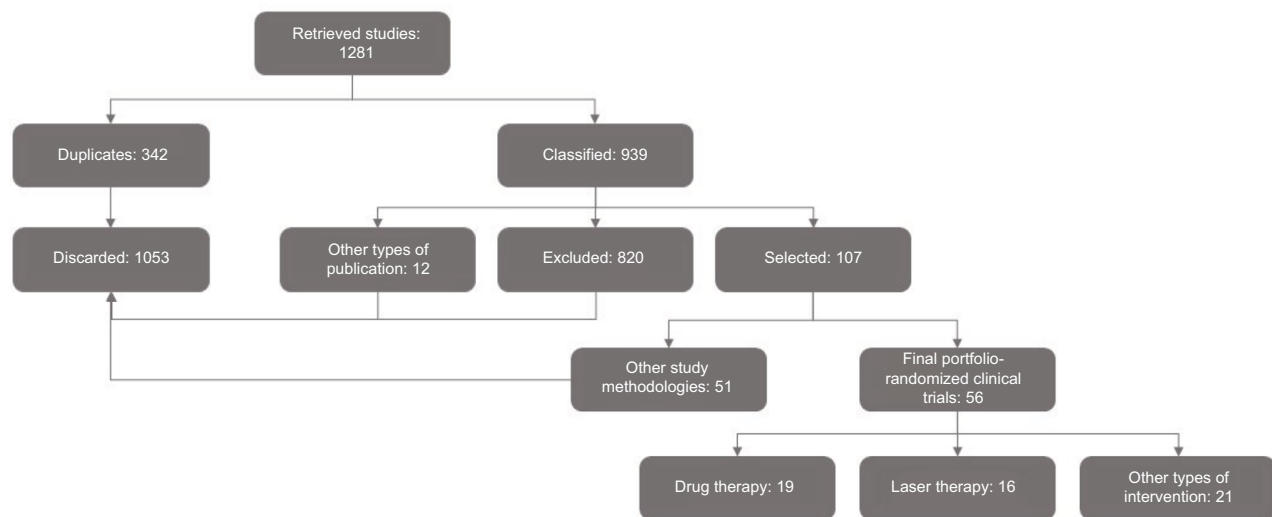 Retrieved studies:
1281
Duplicates: 342
Classified: 939
Discarded: 1053
Other types of
publication: 12
Excluded: 820
Selected: 107
Other study
methodologies: 51
Final portfolio-
randomized clinical
trials: 56
Drug therapy: 19
Laser therapy: 16
Other types of
intervention: 21